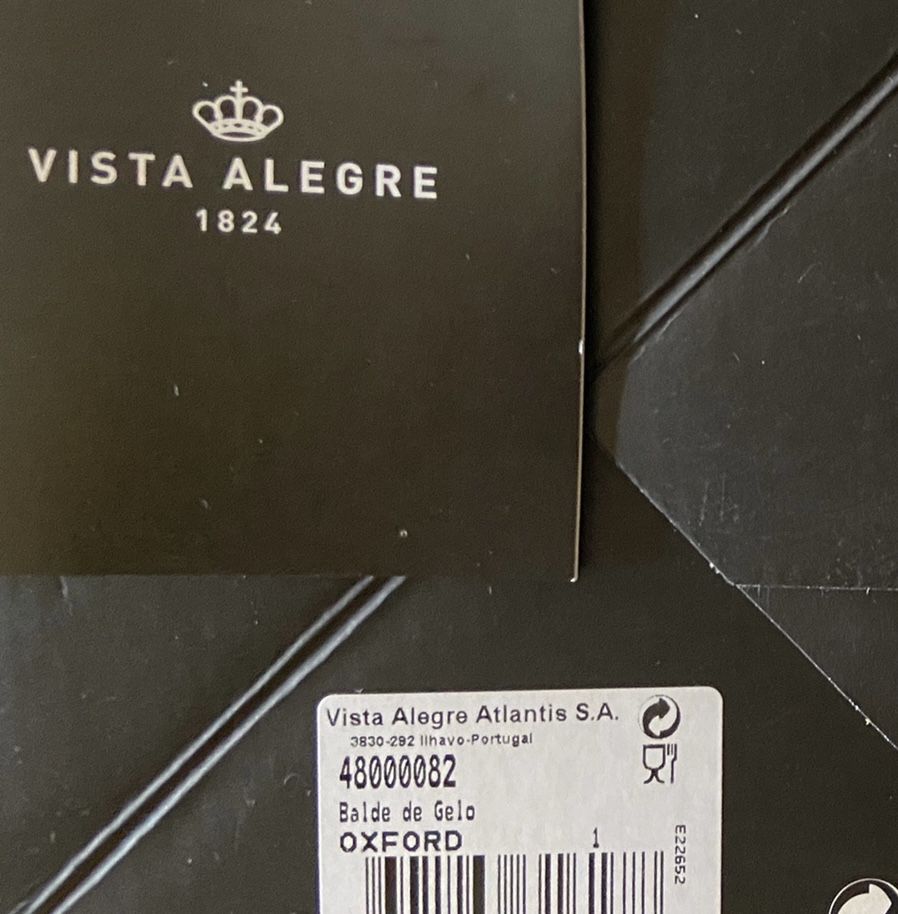 VISTA ALEGRE
1824
Vista Alegre Atlantis S.A.
3830-292 Ilhavo-Portugal
48000082
Balde de Gelo
OXFORD 1
E22652